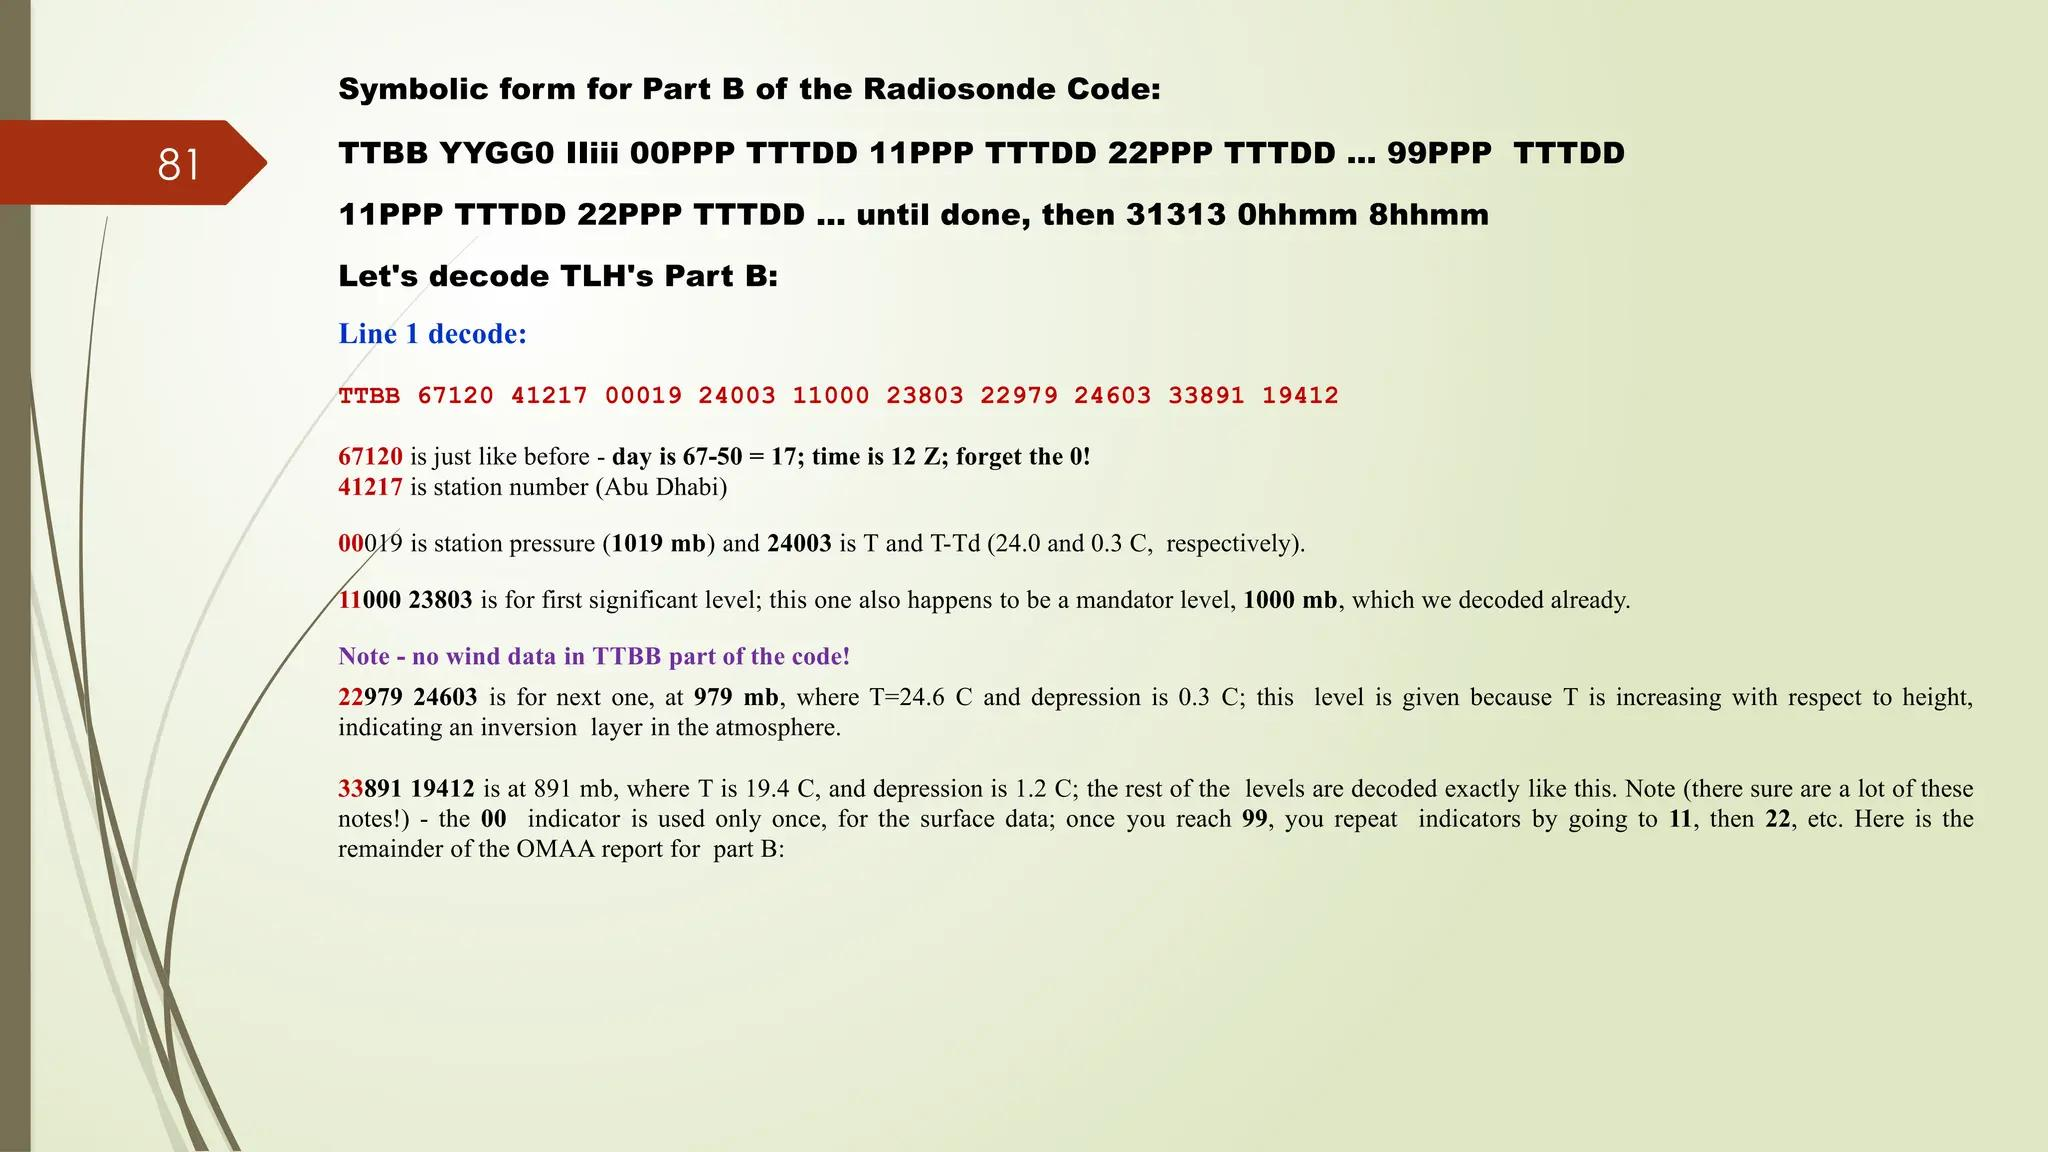 81
Symbolic form for Part B of the Radiosonde Code:
TTBB YYGG0 IIiii 00PPP TTTDD 11PPP TTTDD 22PPP TTTDD ... 99PPP TTTDD
11PPP TTTDD 22PPP TTTDD ... until done, then 31313 0hhmm 8hhmm
Let's decode TLH's Part B:
Line 1 decode:
TTBB 67120 41217 00019 24003 11000 23803 22979 24603 33891 19412
67120 is just like before - day is 67-50 = 17; time is 12 Z; forget the 0!
41217 is station number (Abu Dhabi)
00019 is station pressure (1019 mb) and 24003 is T and T-Td (24.0 and 0.3 C, respectively).
11000 23803 is for first significant level; this one also happens to be a mandator level, 1000 mb, which we decoded already.
Note - no wind data in TTBB part of the code!
22979 24603 is for next one, at 979 mb, where T=24.6 C and depression is 0.3 C; this level is given because T is increasing with respect to height,
indicating an inversion layer in the atmosphere.
33891 19412 is at 891 mb, where T is 19.4 C, and depression is 1.2 C; the rest of the levels are decoded exactly like this. Note (there sure are a lot of these
notes!) - the 00 indicator is used only once, for the surface data; once you reach 99, you repeat indicators by going to 11, then 22, etc. Here is the
remainder of the OMAA report for part B: